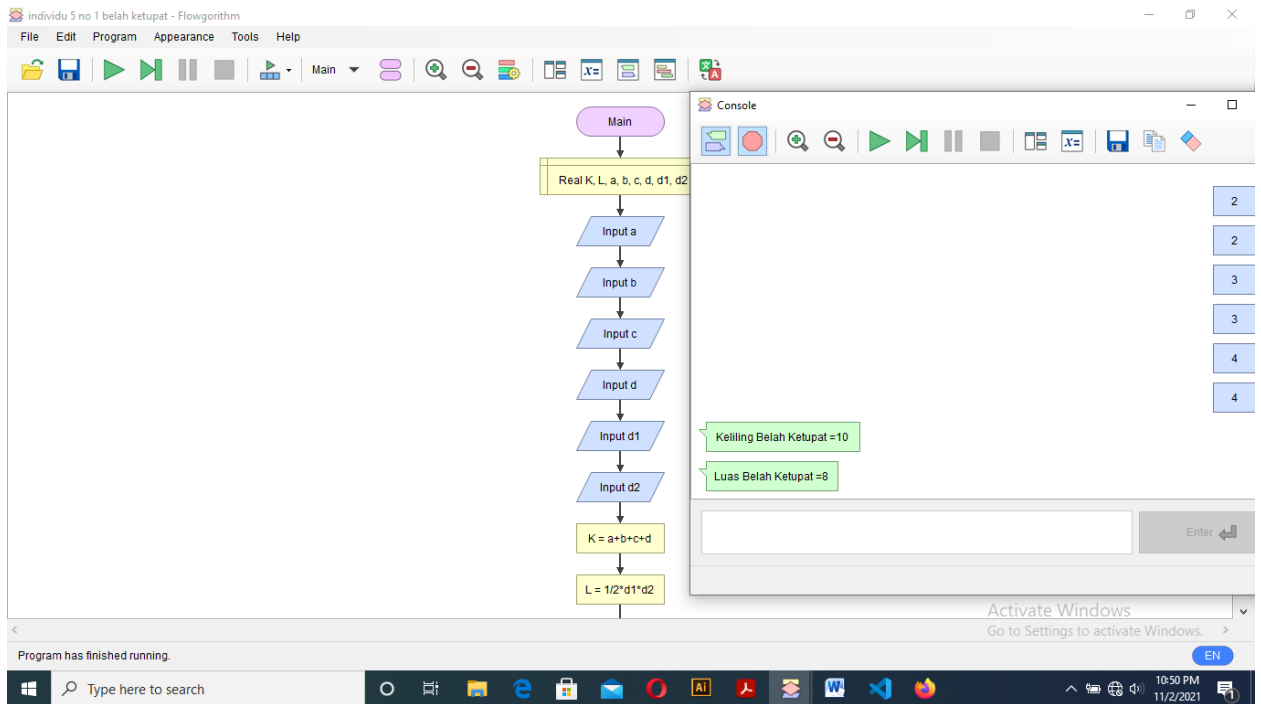 individu 5 no 1 belah ketupat - Flowgorithm
File Edit Program Appearance Tools Help
Main
Main
Real K, L, a, b, c, d, d1, d2
Input a
Input b
Input c
Input d
Input d1
Input d2
K = a+b+c+d
L = 1/2*d1*d2
Console
x=
x=
2
2
3
3
4
4
Keliling Belah Ketupat =10
Luas Belah Ketupat =8
Enter
Activate Windows
Go to Settings to activate Windows.
Program has finished running.
EN
Type here to search
Ai
W
10:50 PM
11/2/2021
1